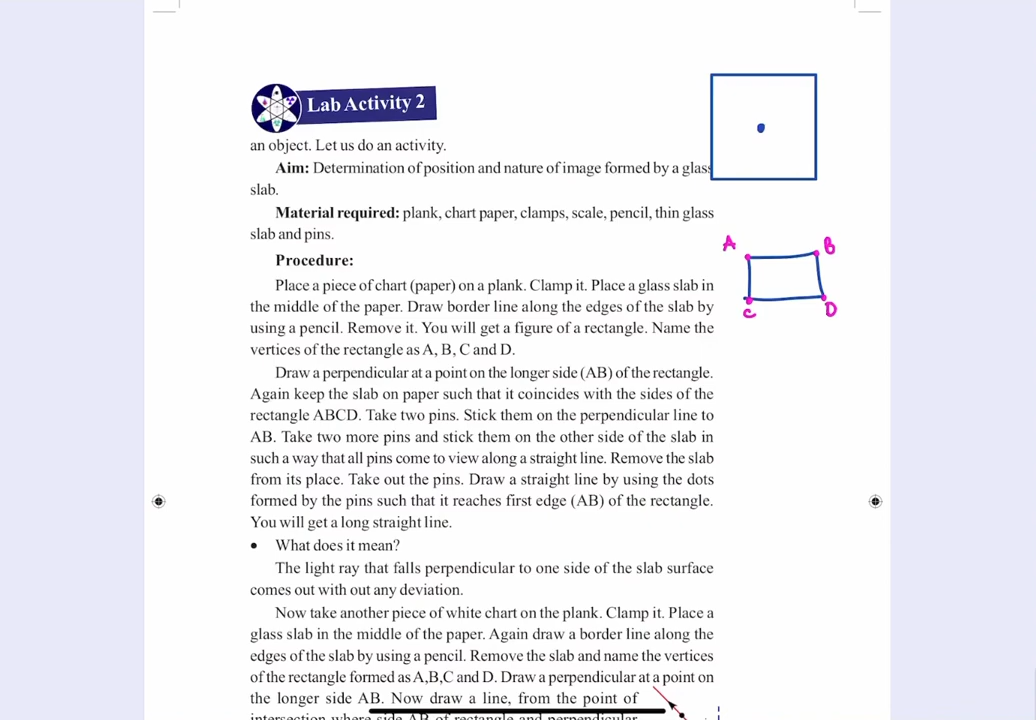 Lab Activity 2
an object. Let us do an activity.
Aim: Determination of position and nature of image formed by a glass
slab.
Material required: plank, chart paper, clamps, scale, pencil, thin glass
slab and pins.
Procedure:
Place a piece of chart (paper) on a plank. Clamp it. Place a glass slab in
the middle of the paper. Draw border line along the edges of the slab by
using a pencil. Remove it. You will get a figure of a rectangle. Name the
vertices of the rectangle as A, B, C and D.
Draw a perpendicular at a point on the longer side (AB) of the rectangle.
Again keep the slab on paper such that it coincides with the sides of the
rectangle ABCD. Take two pins. Stick them on the perpendicular line to
AB. Take two more pins and stick them on the other side of the slab in
such a way that all pins come to view along a straight line. Remove the slab
from its place. Take out the pins. Draw a straight line by using the dots
formed by the pins such that it reaches first edge (AB) of the rectangle.
You will get a long straight line.
• What does it mean?
The light ray that falls perpendicular to one side of the slab surface
comes out with out any deviation.
Now take another piece of white chart on the plank. Clamp it. Place a
glass slab in the middle of the paper. Again draw a border line along the
edges of the slab by using a pencil. Remove the slab and name the vertices
of the rectangle formed as A,B,C and D. Draw a perpendicular at a point on
the longer side AB. Now draw a line, from the point of
intersection where side AB of rectangle and perpendicular
A
B
C
D